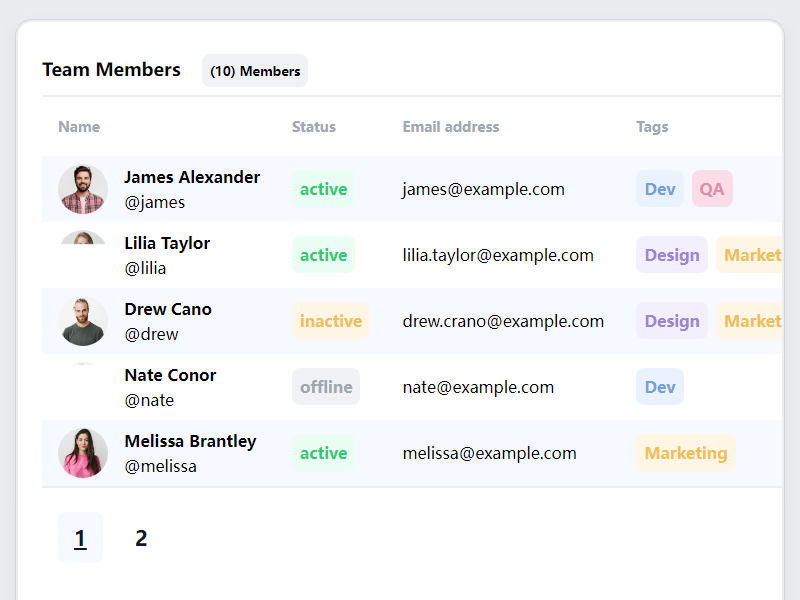 Team Members (10) Members
Name Status Email address Tags
James Alexander
@james
active james@example.com Dev QA
Lilia Taylor
@lilia
active lilia.taylor@example.com Design Market
Drew Cano
@drew
inactive drew.crano@example.com Design Market
Nate Conor
@nate
offline nate@example.com Dev
Melissa Brantley
@melissa
active melissa@example.com Marketing
1 2